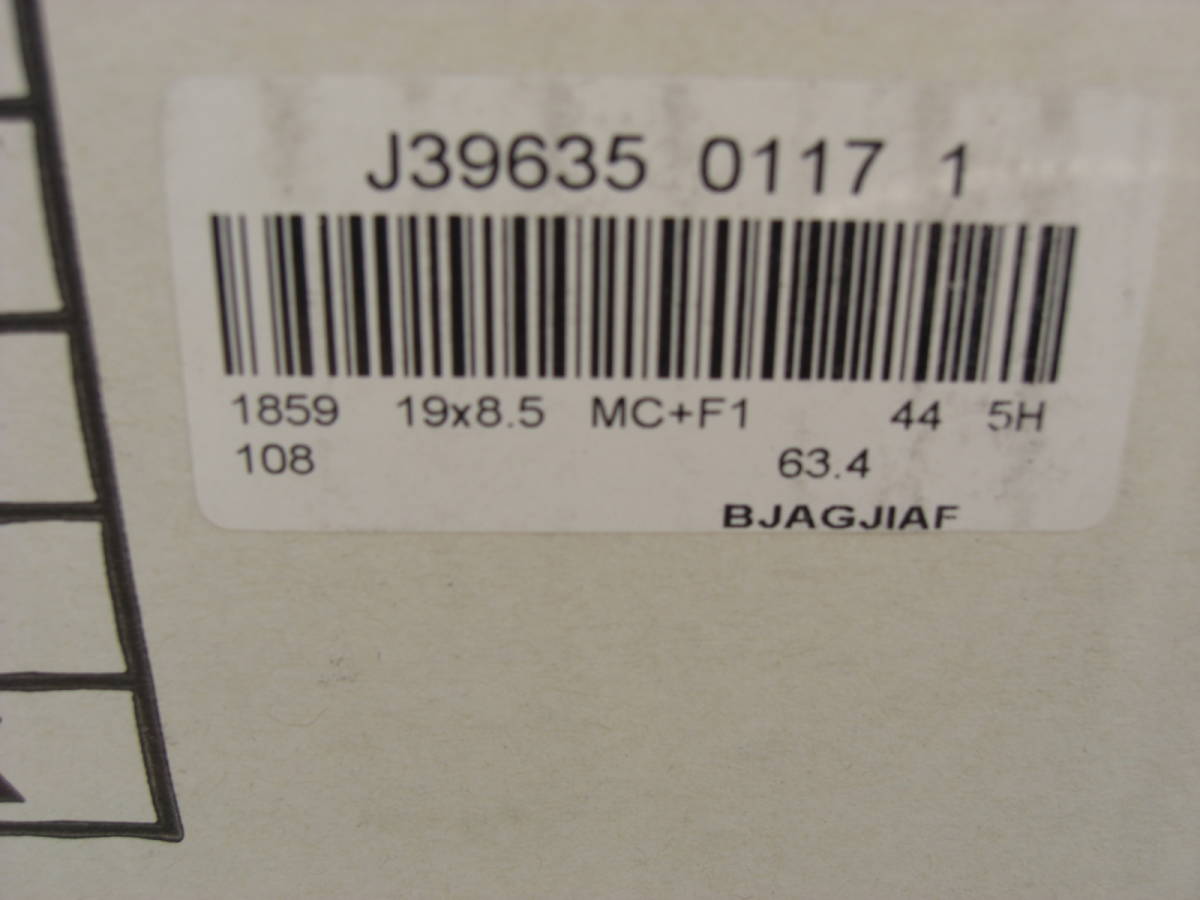 J39635 0117 1
1859 19x8.5 MC+F1 44 5H
108 63.4
BJAGJIAF